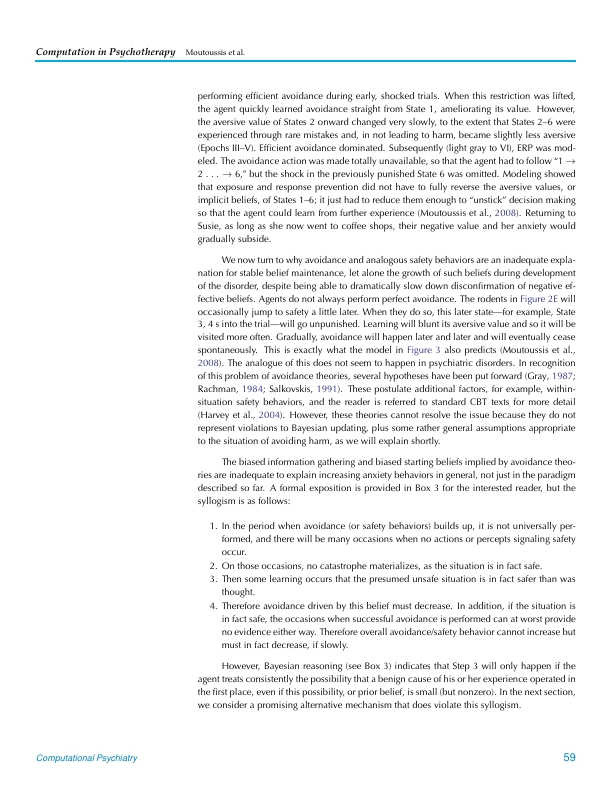 Computation in Psychotherapy Moutoussis et al.
performing efficient avoidance during early, shocked trials. When this restriction was lifted,
the agent quickly learned avoidance straight from State 1, ameliorating its value. However,
the aversive value of States 2 onward changed very slowly, to the extent that States 2–6 were
experienced through rare mistakes and, in not leading to harm, became slightly less aversive
(Epochs III–V). Efficient avoidance dominated. Subsequently (light gray to VI), ERP was mod-
eled. The avoidance action was made totally unavailable, so that the agent had to follow “1 →
2 . . . → 6,” but the shock in the previously punished State 6 was omitted. Modeling showed
that exposure and response prevention did not have to fully reverse the aversive values, or
implicit beliefs, of States 1–6; it just had to reduce them enough to “unstick” decision making
so that the agent could learn from further experience (Moutoussis et al., 2008). Returning to
Susie, as long as she now went to coffee shops, their negative value and her anxiety would
gradually subside.
We now turn to why avoidance and analogous safety behaviors are an inadequate expla-
nation for stable belief maintenance, let alone the growth of such beliefs during development
of the disorder, despite being able to dramatically slow down disconfirmation of negative ef-
fective beliefs. Agents do not always perform perfect avoidance. The rodents in Figure 2E will
occasionally jump to safety a little later. When they do so, this later state—for example, State
3, 4 s into the trial—will go unpunished. Learning will blunt its aversive value and so it will be
visited more often. Gradually, avoidance will happen later and later and will eventually cease
spontaneously. This is exactly what the model in Figure 3 also predicts (Moutoussis et al.,
2008). The analogue of this does not seem to happen in psychiatric disorders. In recognition
of this problem of avoidance theories, several hypotheses have been put forward (Gray, 1987;
Rachman, 1984; Salkovskis, 1991). These postulate additional factors, for example, within-
situation safety behaviors, and the reader is referred to standard CBT texts for more detail
(Harvey et al., 2004). However, these theories cannot resolve the issue because they do not
represent violations to Bayesian updating, plus some rather general assumptions appropriate
to the situation of avoiding harm, as we will explain shortly.
The biased information gathering and biased starting beliefs implied by avoidance theo-
ries are inadequate to explain increasing anxiety behaviors in general, not just in the paradigm
described so far. A formal exposition is provided in Box 3 for the interested reader, but the
syllogism is as follows:
1. In the period when avoidance (or safety behaviors) builds up, it is not universally per-
formed, and there will be many occasions when no actions or percepts signaling safety
occur.
2. On those occasions, no catastrophe materializes, as the situation is in fact safe.
3. Then some learning occurs that the presumed unsafe situation is in fact safer than was
thought.
4. Therefore avoidance driven by this belief must decrease. In addition, if the situation is
in fact safe, the occasions when successful avoidance is performed can at worst provide
no evidence either way. Therefore overall avoidance/safety behavior cannot increase but
must in fact decrease, if slowly.
However, Bayesian reasoning (see Box 3) indicates that Step 3 will only happen if the
agent treats consistently the possibility that a benign cause of his or her experience operated in
the first place, even if this possibility, or prior belief, is small (but nonzero). In the next section,
we consider a promising alternative mechanism that does violate this syllogism.
Computational Psychiatry 59